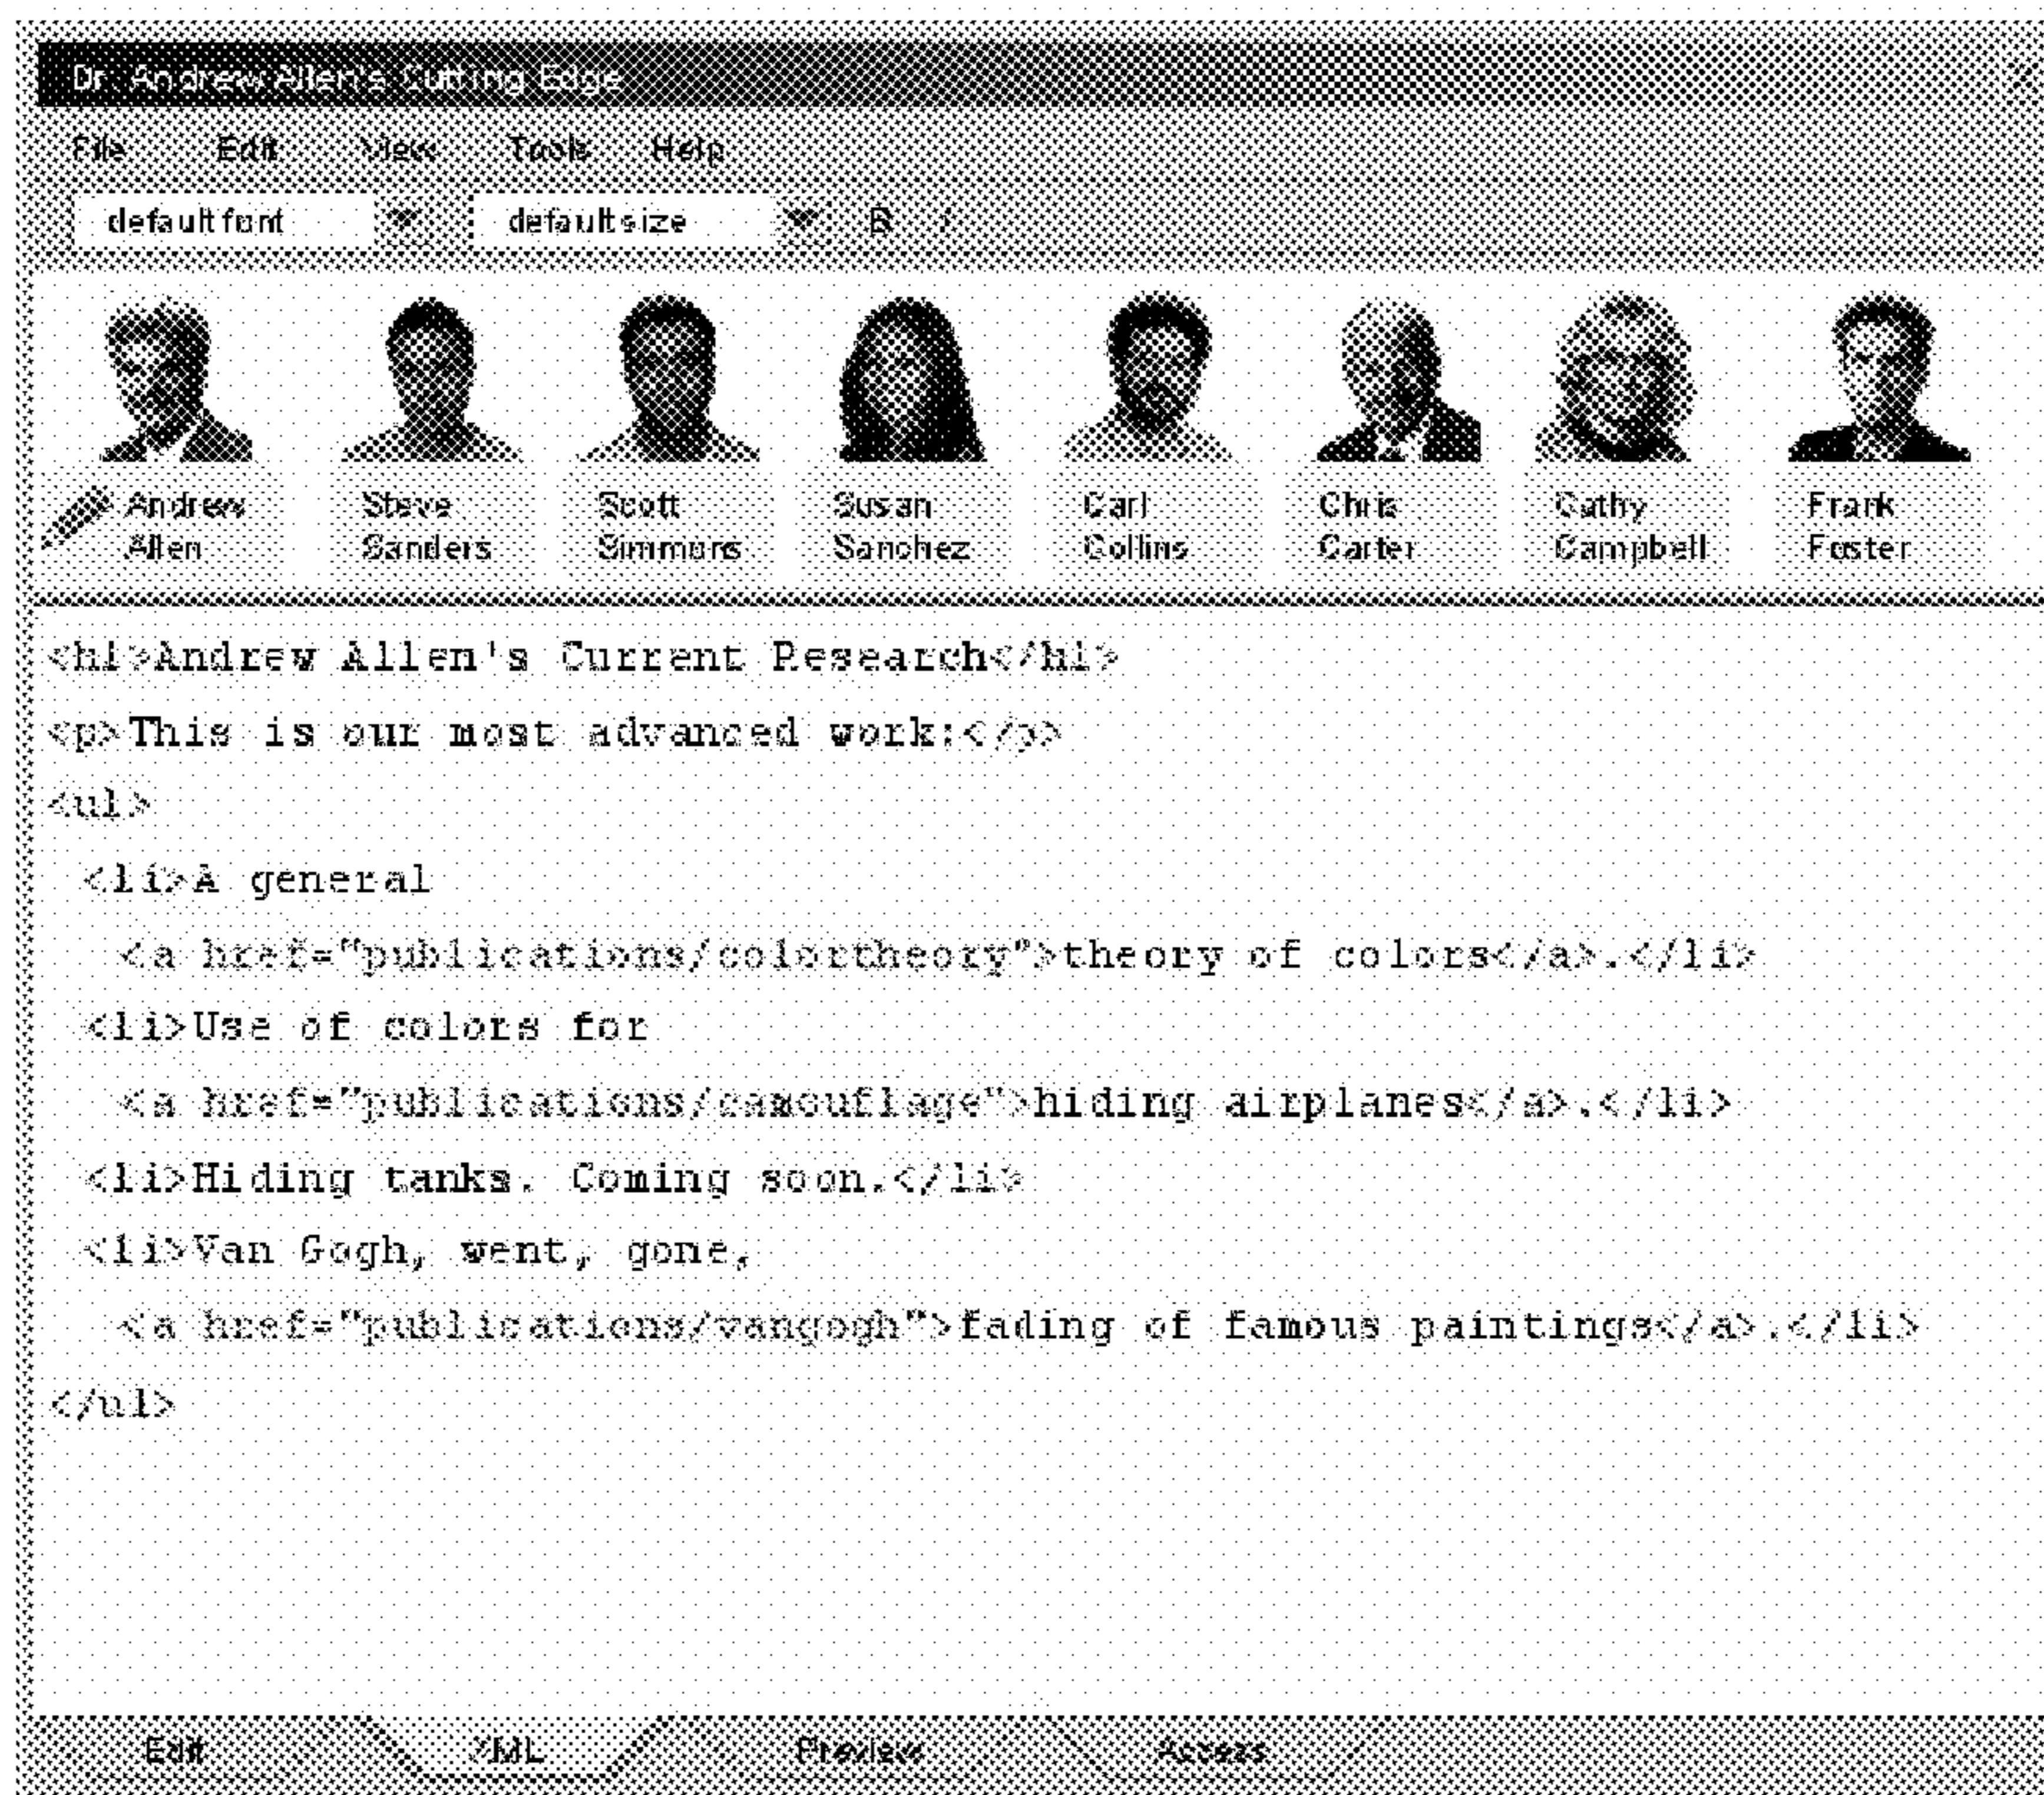 Dr. Andrew Allen's Cutting Edge
File Edit View Tools Help
default font default size B I
Andrew Allen
Steve Sanders
Scott Simmons
Susan Sanchez
Carl Collins
Chris Carter
Cathy Campbell
Frank Foster
<h1>Andrew Allen's Current Research</h1>
<p>This is our most advanced work:</p>
<ul>
<li>A general
<a href="publications/colortheory">theory of colors</a>.</li>
<li>Use of colors for
<a href="publications/camouflage">hiding airplanes</a>.</li>
<li>Hiding tanks. Coming soon.</li>
<li>Van Gogh, went, gone,
<a href="publications/vangogh">fading of famous paintings</a>.</li>
</ul>
Edit XML Preview Access